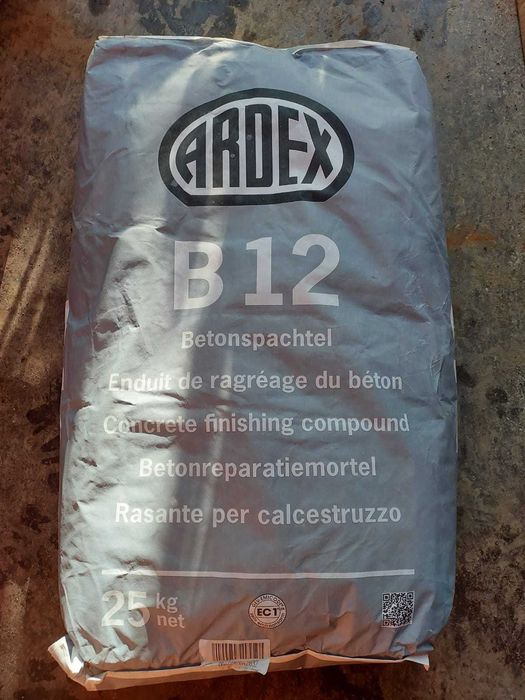 ARDEX
B 12
Betonspachtel
Enduit de ragréage du béton
Concrete finishing compound
Betonreparatiemortel
Rasante per calcestruzzo
25 kg net
EC1